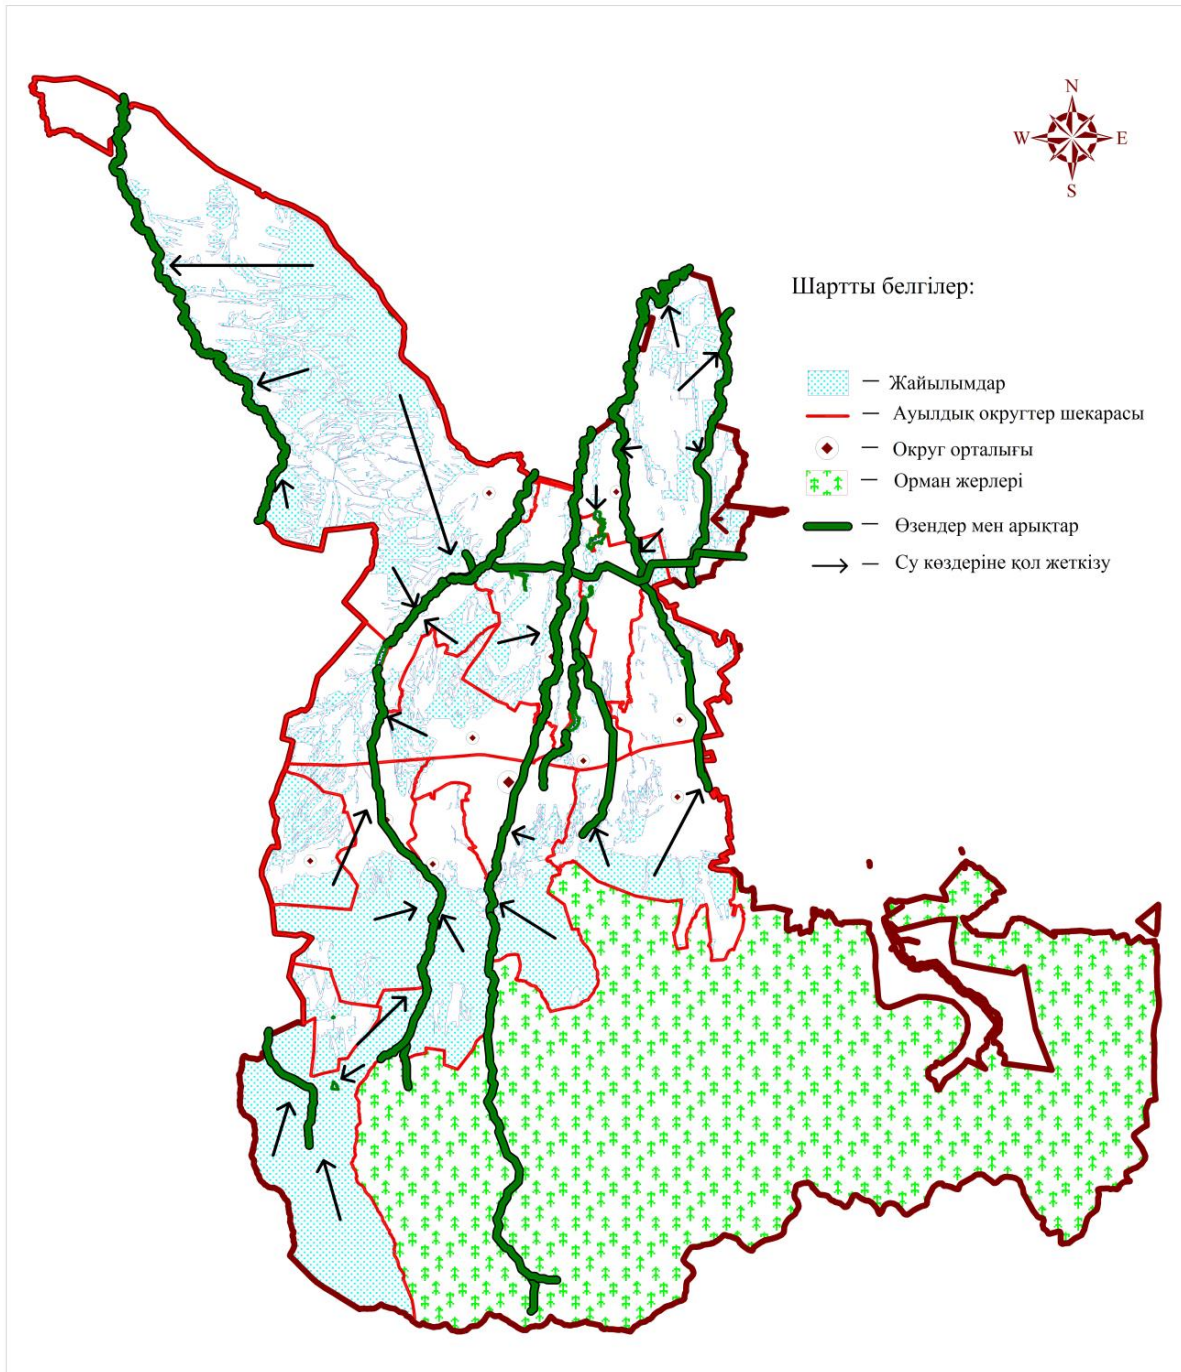 N
W E
S
Шартты белгілер:
— Жайылымдар
— Ауылдық округтер шекарасы
— Округ орталығы
— Орман жерлері
— Өзендер мен арықтар
— Су көздеріне қол жеткізу